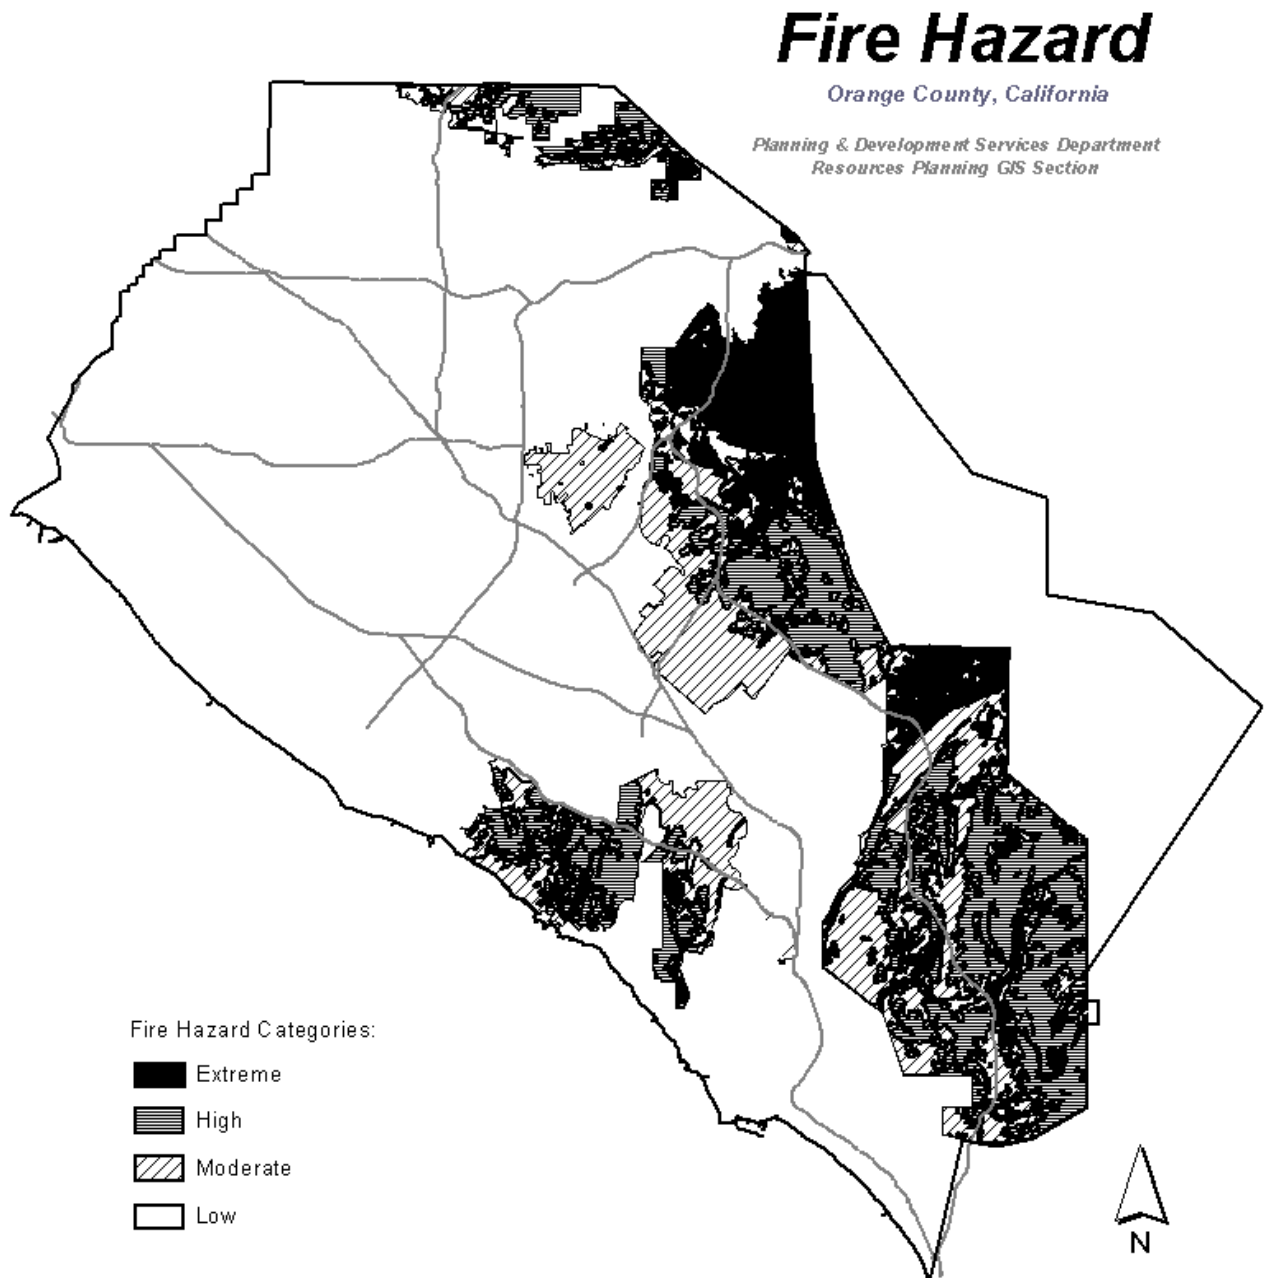 Fire Hazard
Orange County, California
Planning & Development Services Department
Resources Planning GIS Section
Fire Hazard Categories:
Extreme
High
Moderate
Low
N